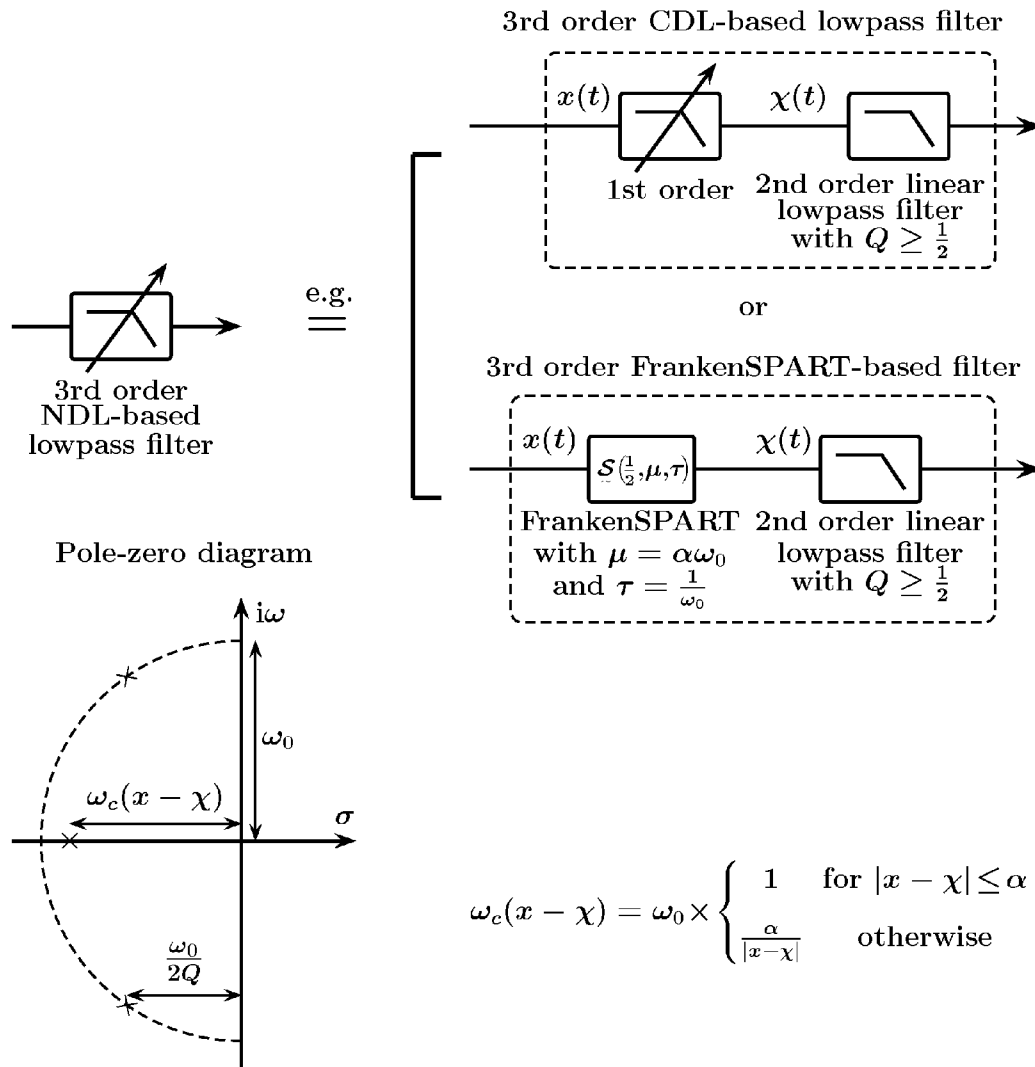 3rd order CDL-based lowpass filter
x(t)
χ(t)
1st order
2nd order linear
lowpass filter
with Q ≥ 1/2
or
e.g.
=
3rd order
NDL-based
lowpass filter
3rd order FrankenSPART-based filter
x(t)
χ(t)
S(1/2,μ,τ)
FrankenSPART
with μ = αω₀
and τ = 1/ω₀
2nd order linear
lowpass filter
with Q ≥ 1/2
Pole-zero diagram
iω
ω₀
ω_c(x − χ)
σ
ω₀/2Q
ω_c(x − χ) = ω₀ × { 1 for |x − χ| ≤ α
α/|x−χ| otherwise